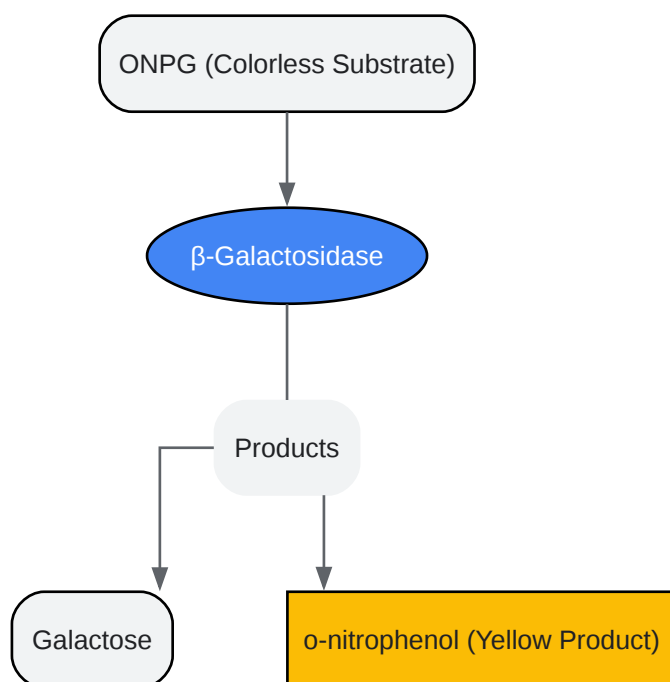 ONPG (Colorless Substrate)
β-Galactosidase
Products
Galactose
o-nitrophenol (Yellow Product)